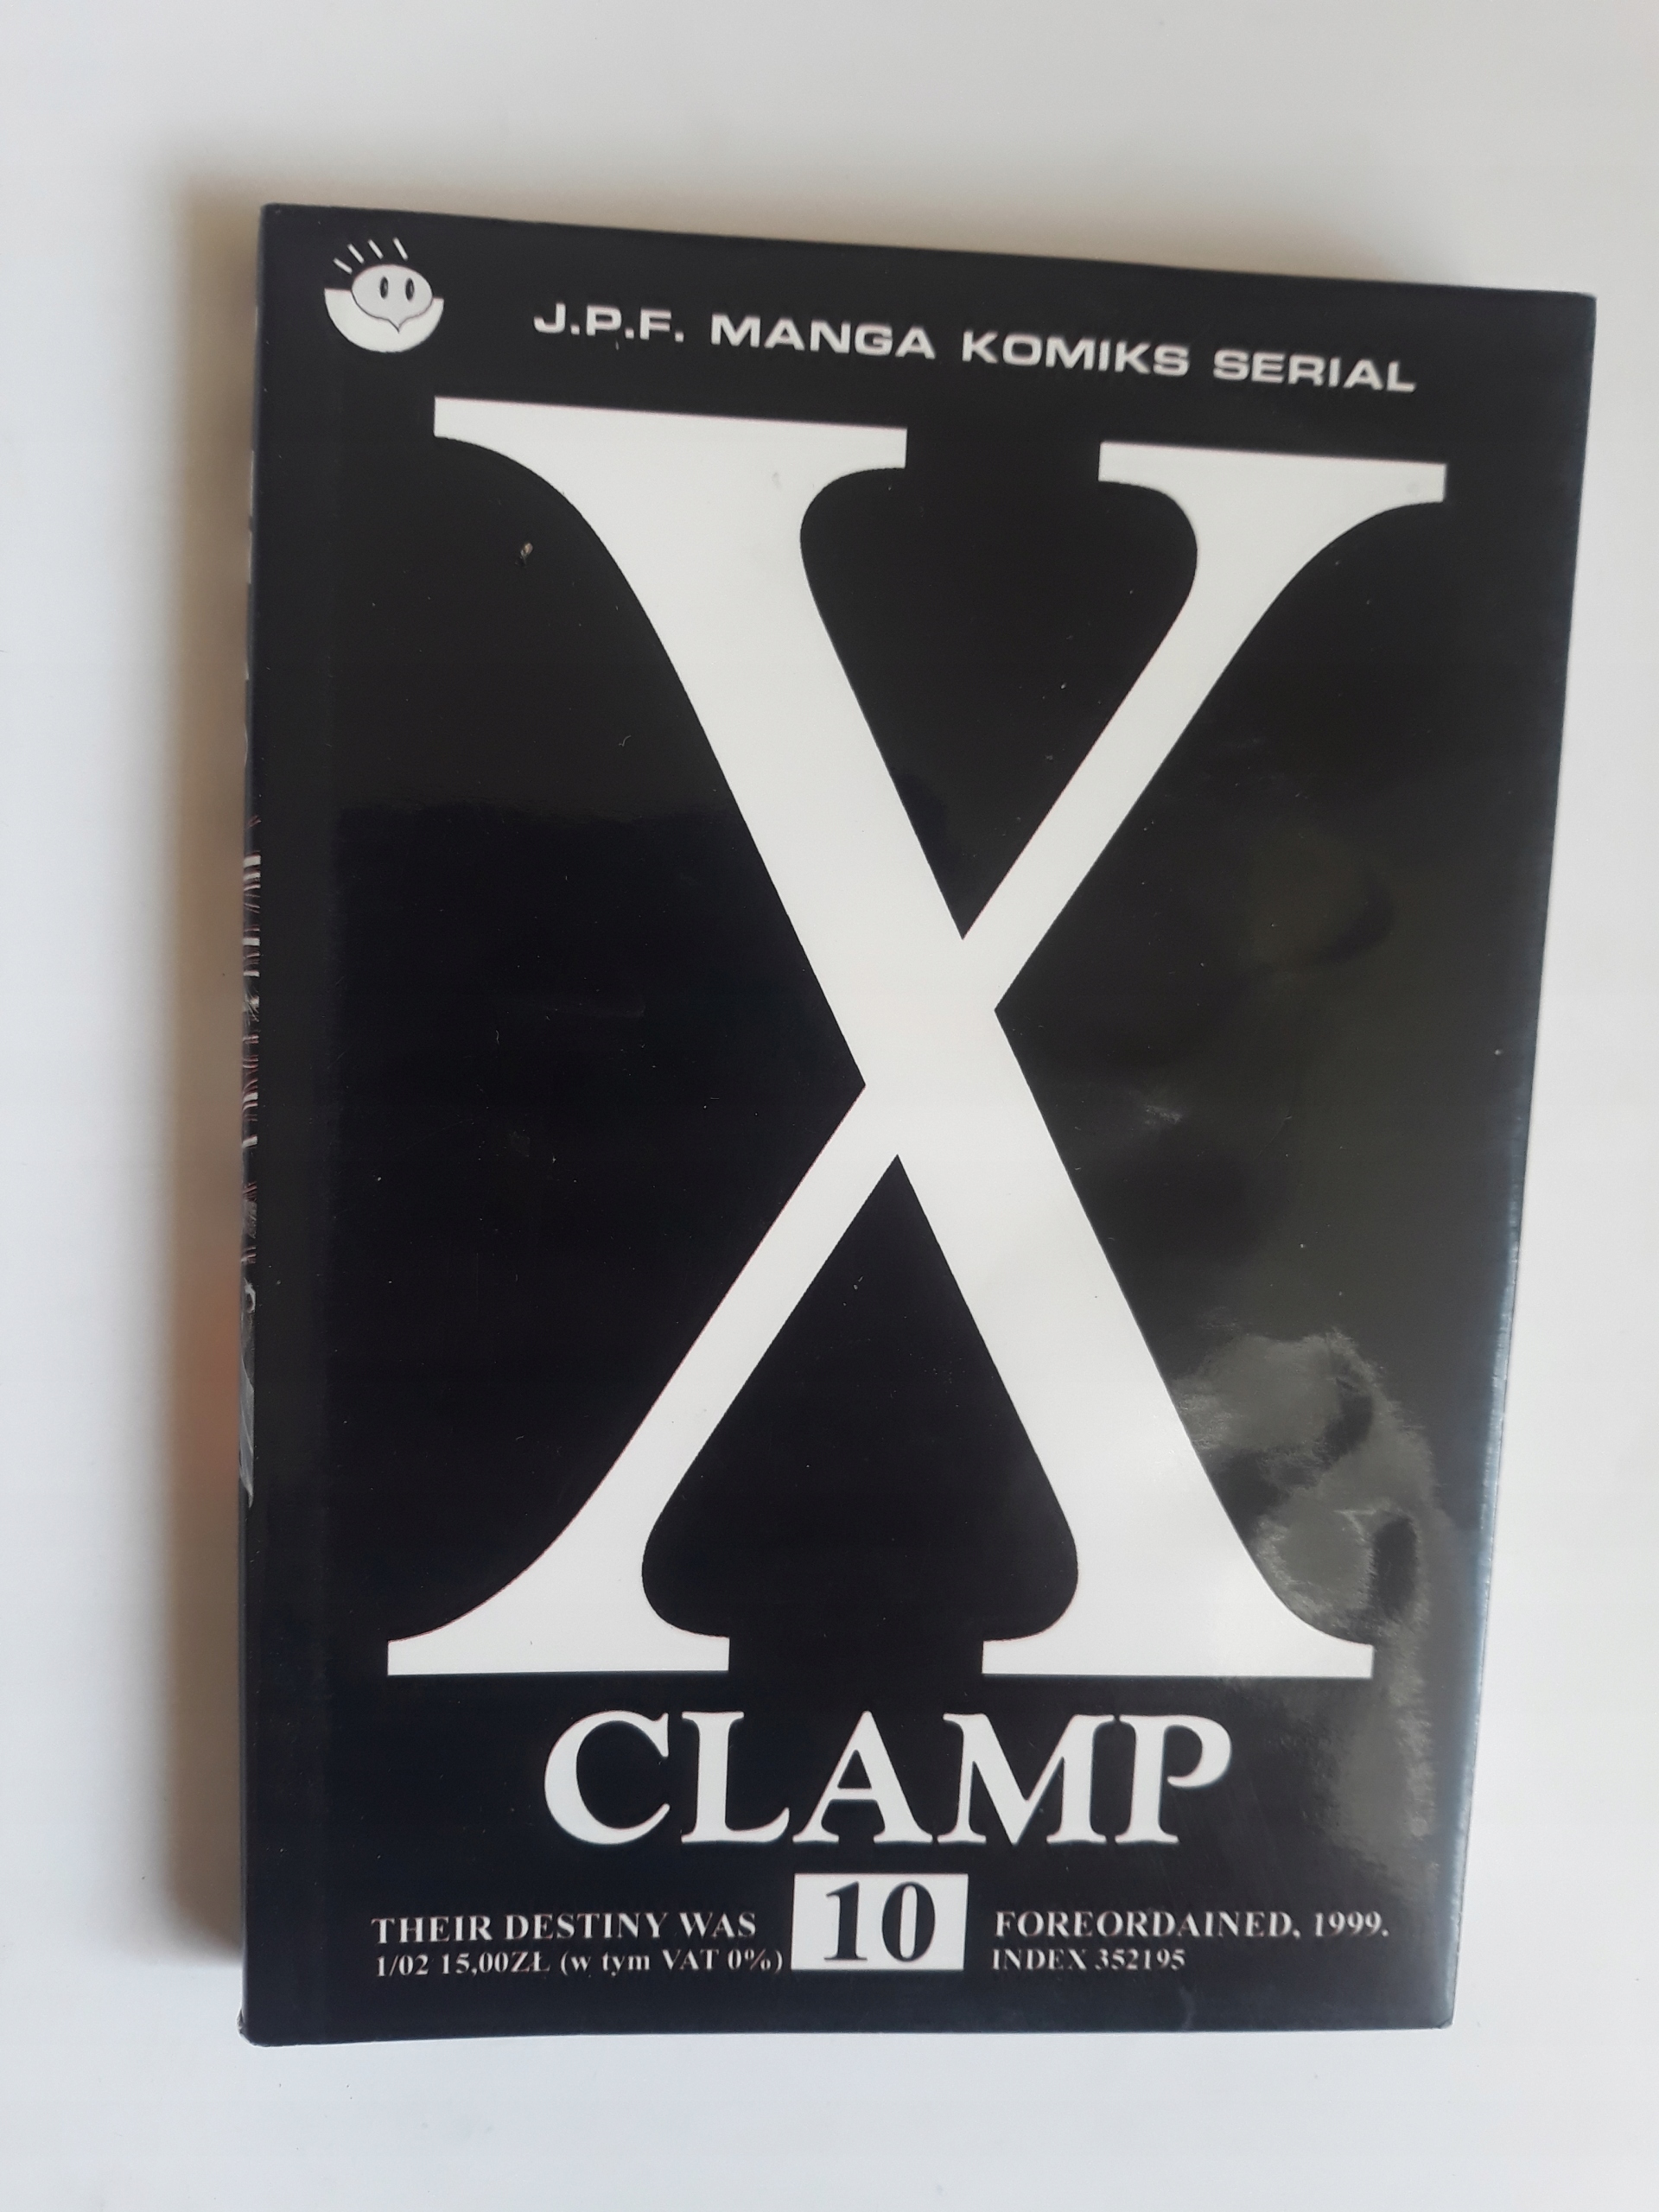 J.P.F. MANGA KOMIKS SERIAL
X
CLAMP
10
THEIR DESTINY WAS FOREORDAINED, 1999.
1/02 15,00ZŁ (w tym VAT 0%) INDEX 352195